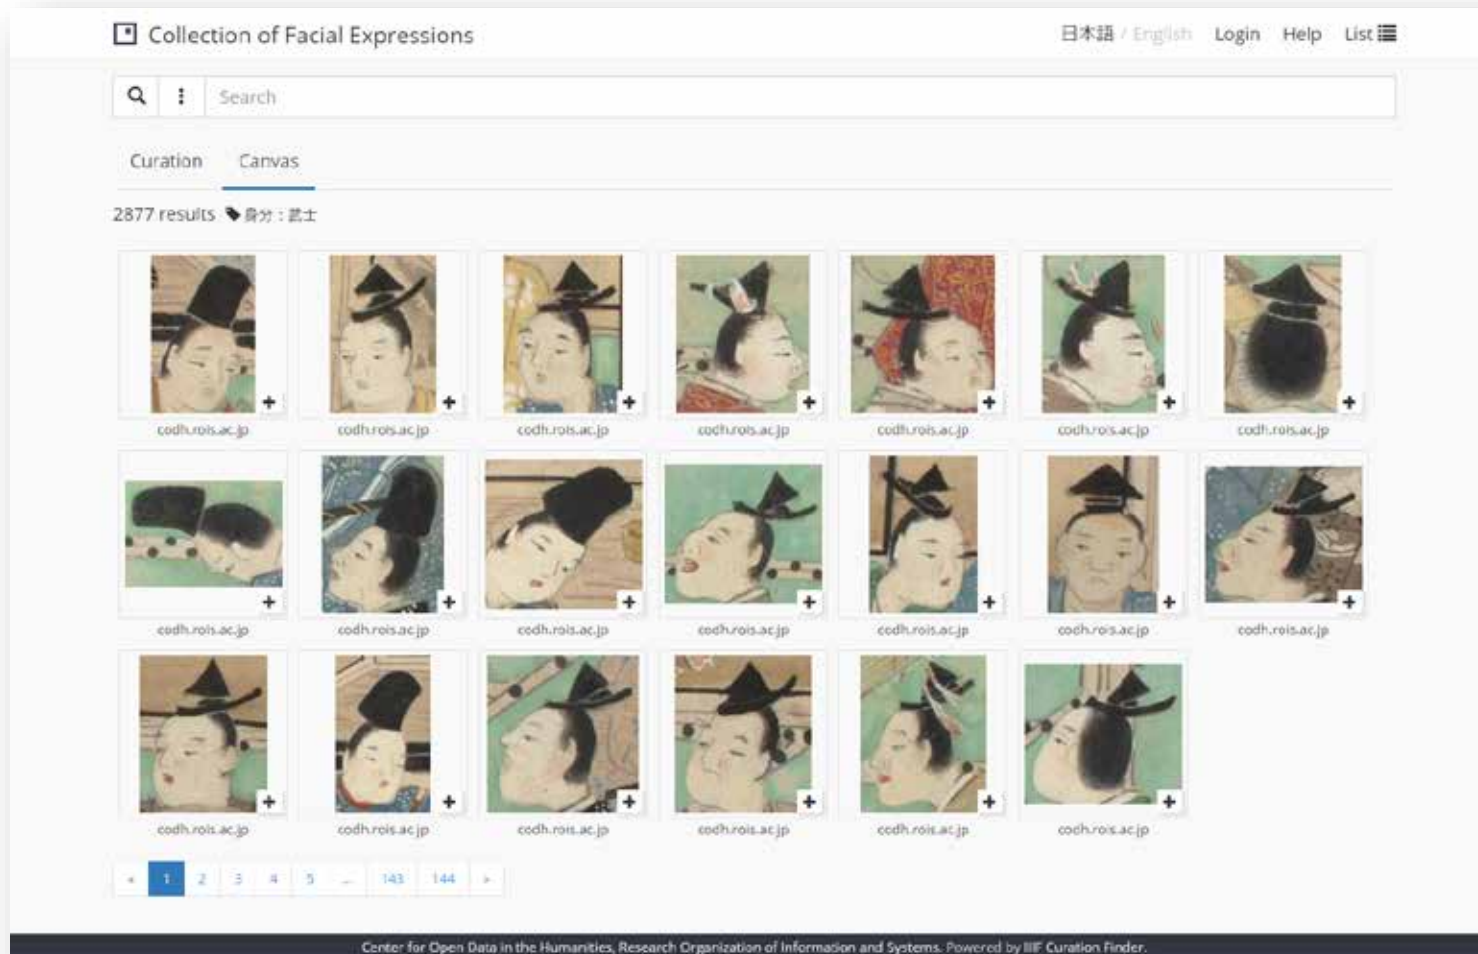 Collection of Facial Expressions
日本語 / English Login Help List
Search
Curation Canvas
2877 results 身分：武士
codh.rois.ac.jp codh.rois.ac.jp codh.rois.ac.jp codh.rois.ac.jp codh.rois.ac.jp codh.rois.ac.jp codh.rois.ac.jp
codh.rois.ac.jp codh.rois.ac.jp codh.rois.ac.jp codh.rois.ac.jp codh.rois.ac.jp codh.rois.ac.jp codh.rois.ac.jp
codh.rois.ac.jp codh.rois.ac.jp codh.rois.ac.jp codh.rois.ac.jp codh.rois.ac.jp codh.rois.ac.jp
« 1 2 3 4 5 ... 143 144 »
Center for Open Data in the Humanities, Research Organization of Information and Systems. Powered by IIIF Curation Finder.